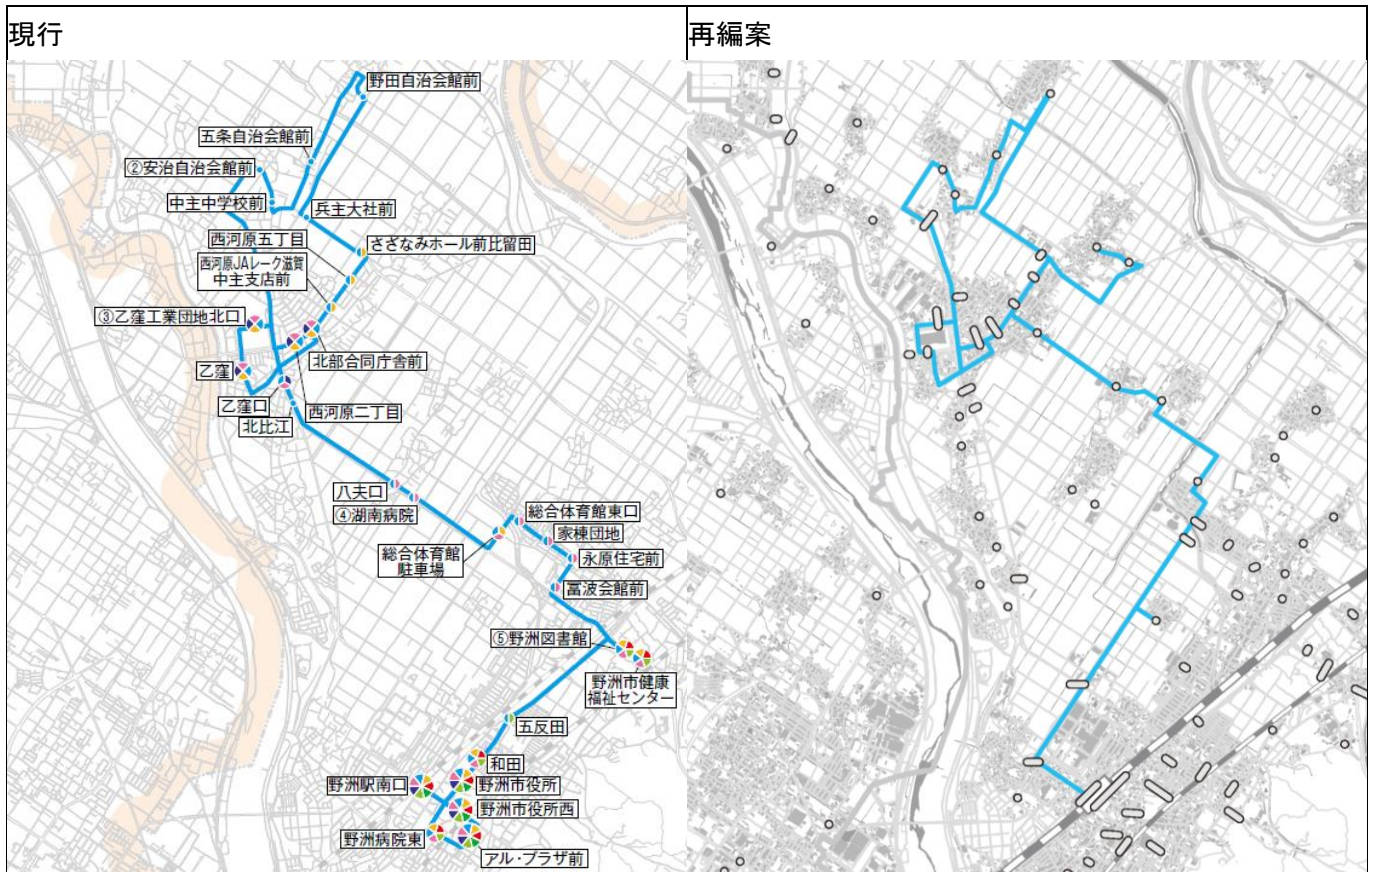 現行
再編案
野田自治会館前
五条自治会館前
②安治自治会館前
中主中学校前
兵主大社前
西河原五丁目
さざなみホール前比留田
西河原JAレーク滋賀
中主支店前
③乙窪工業団地北口
北部合同庁舎前
乙窪
乙窪口
西河原二丁目
北比江
八夫口
④湖南病院
総合体育館東口
家棟団地
総合体育館
駐車場
永原住宅前
冨波会館前
⑤野洲図書館
野洲市健康
福祉センター
五反田
和田
野洲駅南口
野洲市役所
野洲市役所西
野洲病院東
アル・プラザ前